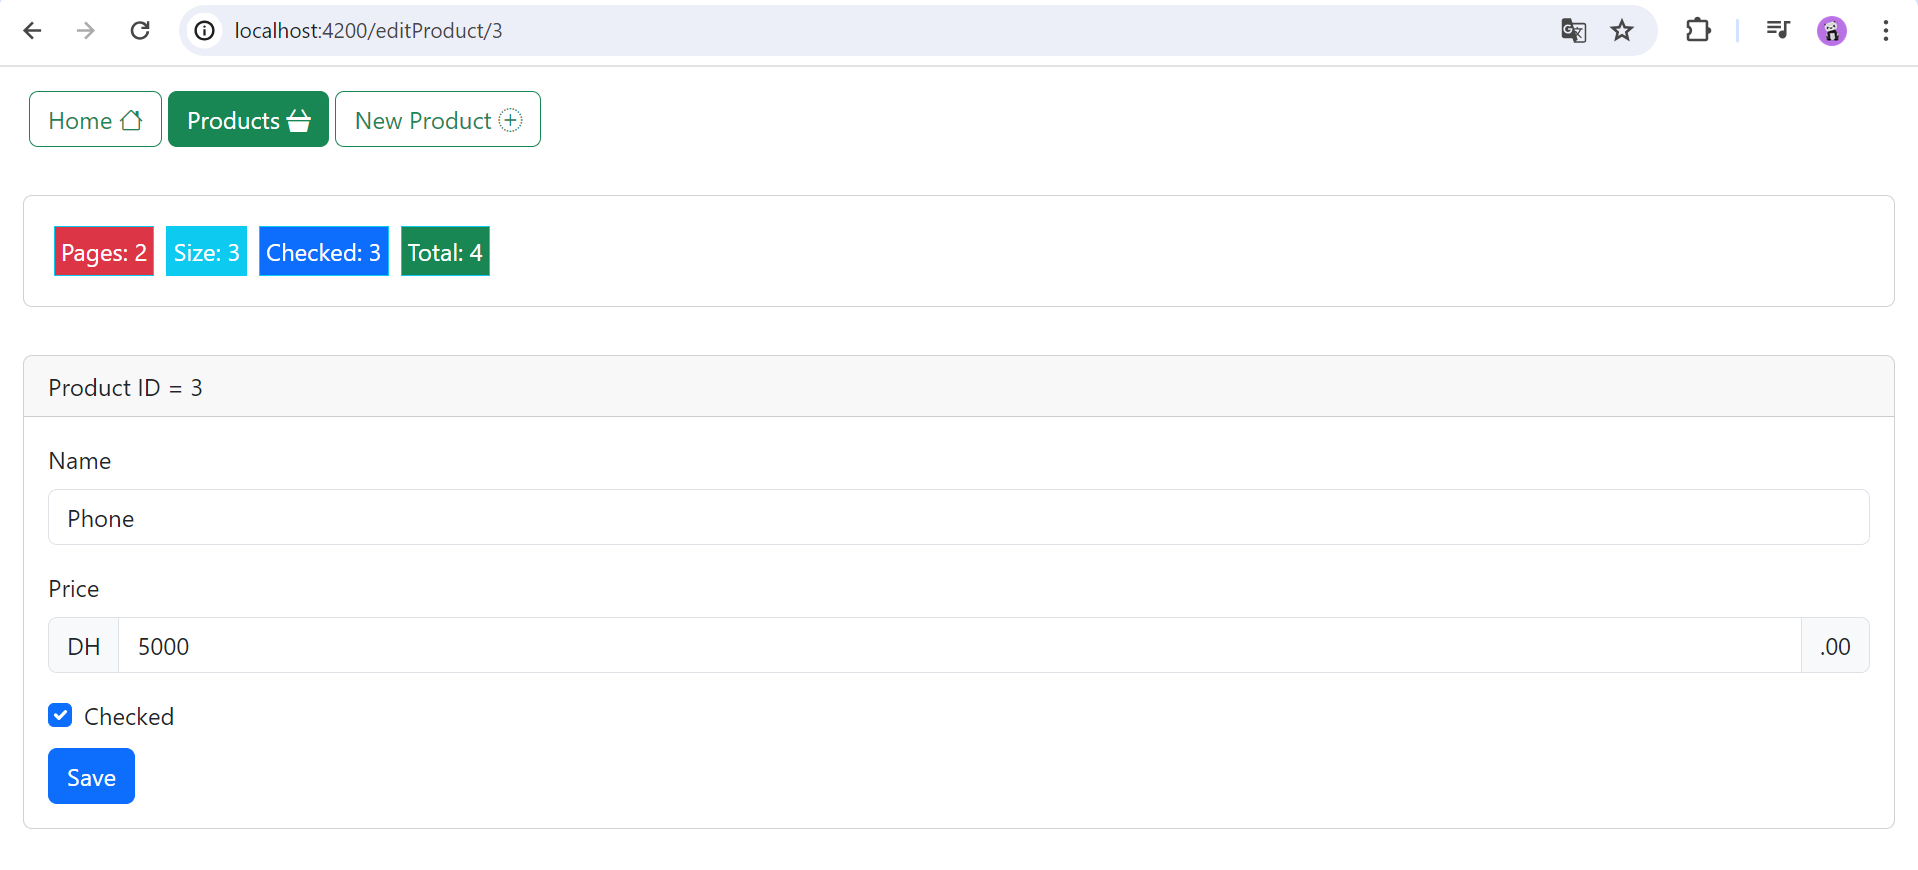 localhost:4200/editProduct/3
Home Products New Product
Pages: 2 Size: 3 Checked: 3 Total: 4
Product ID = 3
Name
Phone
Price
DH 5000 .00
Checked
Save